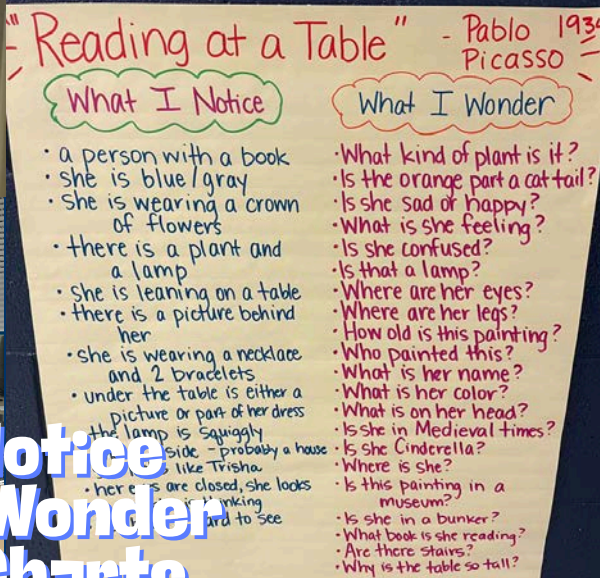 "Reading at a Table" - Pablo 193
Picasso
What I Notice
• a person with a book
• she is blue/gray
• she is wearing a crown
of flowers
• there is a plant and
a lamp
• she is leaning on a table
• there is a picture behind
her
• she is wearing a necklace
and 2 bracelets
• under the table is either a
picture or part of her dress
the lamp is squiggly
side - probably a house
like Trisha
• her are closed, she looks
to see
What I Wonder
• What kind of plant is it?
• Is the orange part a cat tail?
• Is she sad or happy?
• What is she feeling?
• Is she confused?
• Is that a lamp?
• Where are her eyes?
• Where are her legs?
• How old is this painting?
• Who painted this?
• What is her name?
• What is her color?
• What is on her head?
• Is she in Medieval times?
• Is she Cinderella?
• Where is she?
• Is this painting in a
museum?
• Is she in a bunker?
• What book is she reading?
• Are there stairs?
• Why is the table so tall?
otice
Wonder
Charts